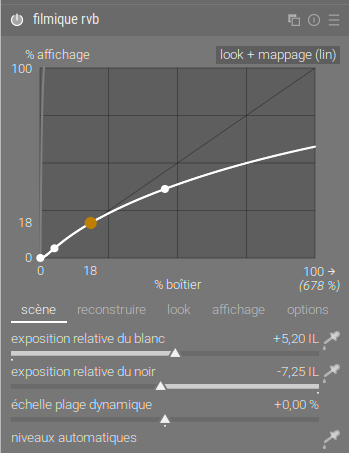 filmique rvb
% affichage
look + mappage (lin)
100
18
0
0 18 100 →
% boîtier (678 %)
scène reconstruire look affichage options
exposition relative du blanc +5,20 IL
exposition relative du noir -7,25 IL
échelle plage dynamique +0,00 %
niveaux automatiques